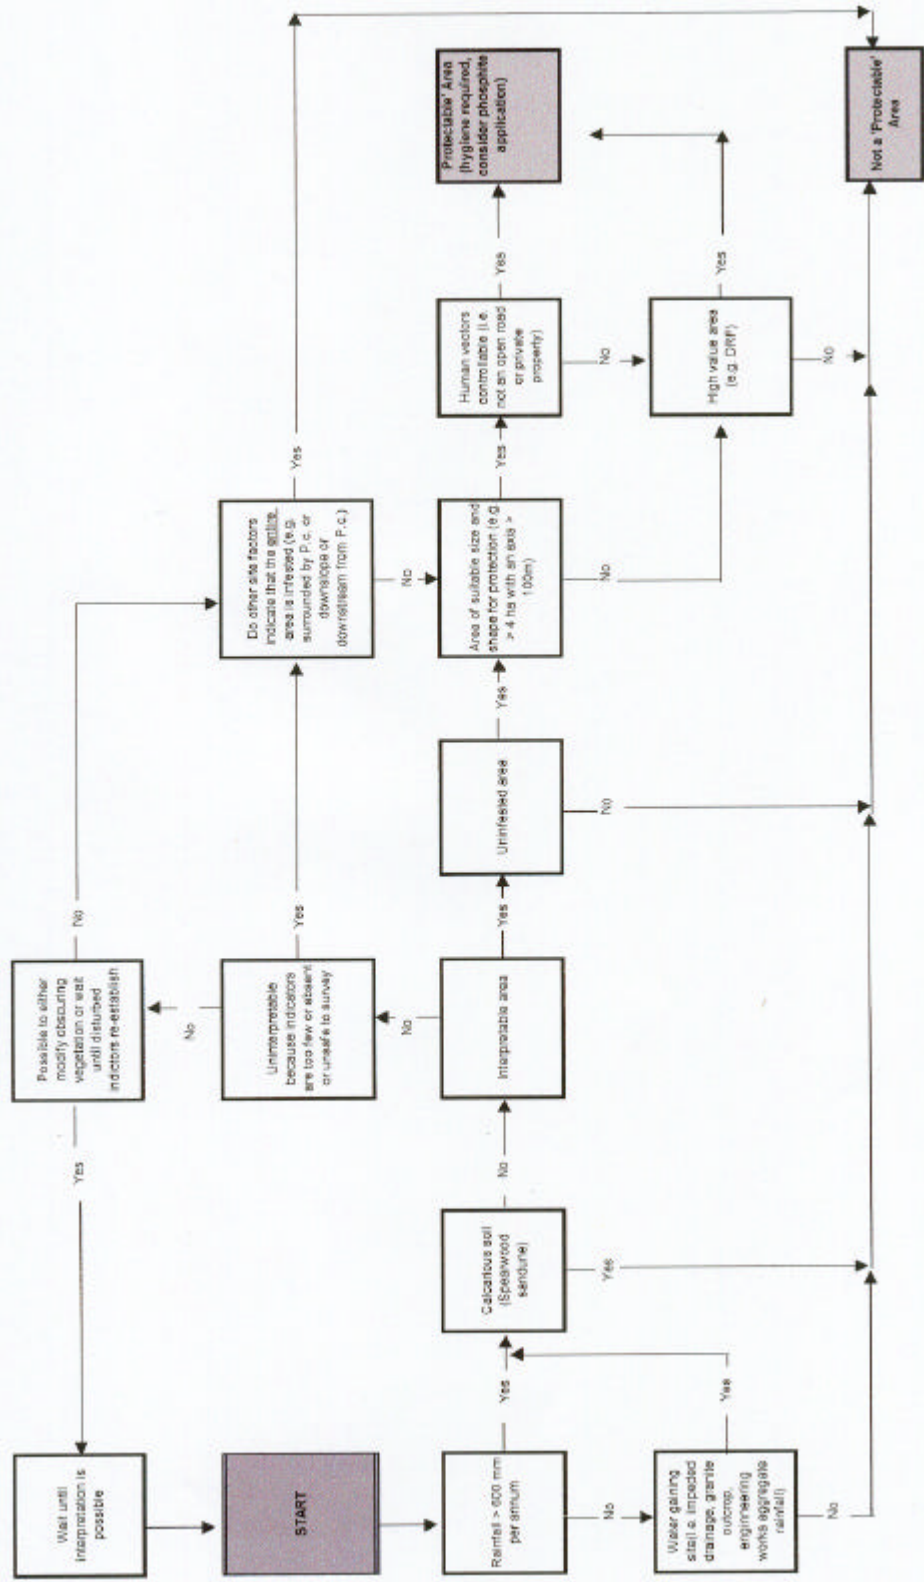 Wait until
interpretation is
possible
START
Rainfall > 600 mm
per annum
No
Water gaining
site(i.e. impeded
drainage, granite
outcrop,
engineering
works aggregate
rainfall)
Yes
Yes
No
Calcarious soil
(Spearwood
sandune)
Yes
No
Interpretable area
No
Uninterpretable
because indicators
are too few or absent
or unsafe to survey
No
Possible to either
modify obscuring
vegetation or wait
until disturbed
indictors re-establish
Yes
No
Yes
Yes
Uninfested area
No
Yes
Do other site factors
indicate that the entire
area is infested (e.g.
surrounded by P.c. or
downslope or
downstream from P.c.)
Yes
No
Area of suitable size and
shape for protection (e.g.
> 4 ha with an axis >
100m)
No
Yes
Human vectors
controllable (i.e.
not an open road
or private
property)
No
Yes
High value area
(e.g. DRF)
No
Yes
Protectable' Area
(hygiene required,
consider phosphite
application)
Not a 'Protectable'
Area